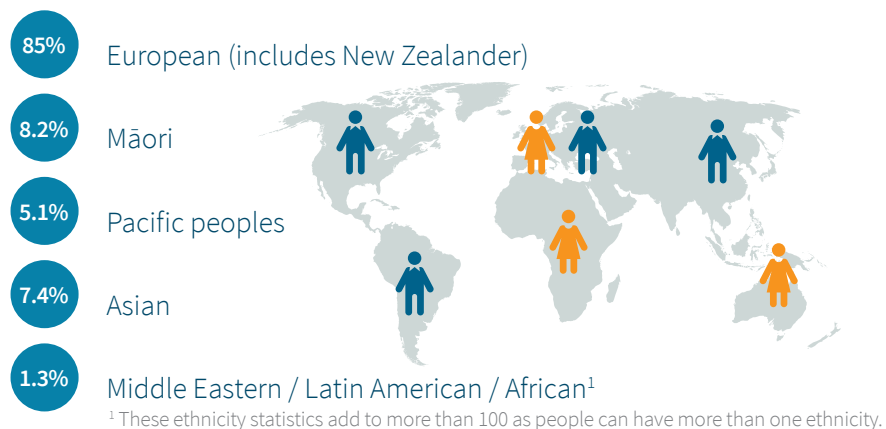 85%
European (includes New Zealander)
8.2%
Māori
5.1%
Pacific peoples
7.4%
Asian
1.3%
Middle Eastern / Latin American / African¹
¹ These ethnicity statistics add to more than 100 as people can have more than one ethnicity.